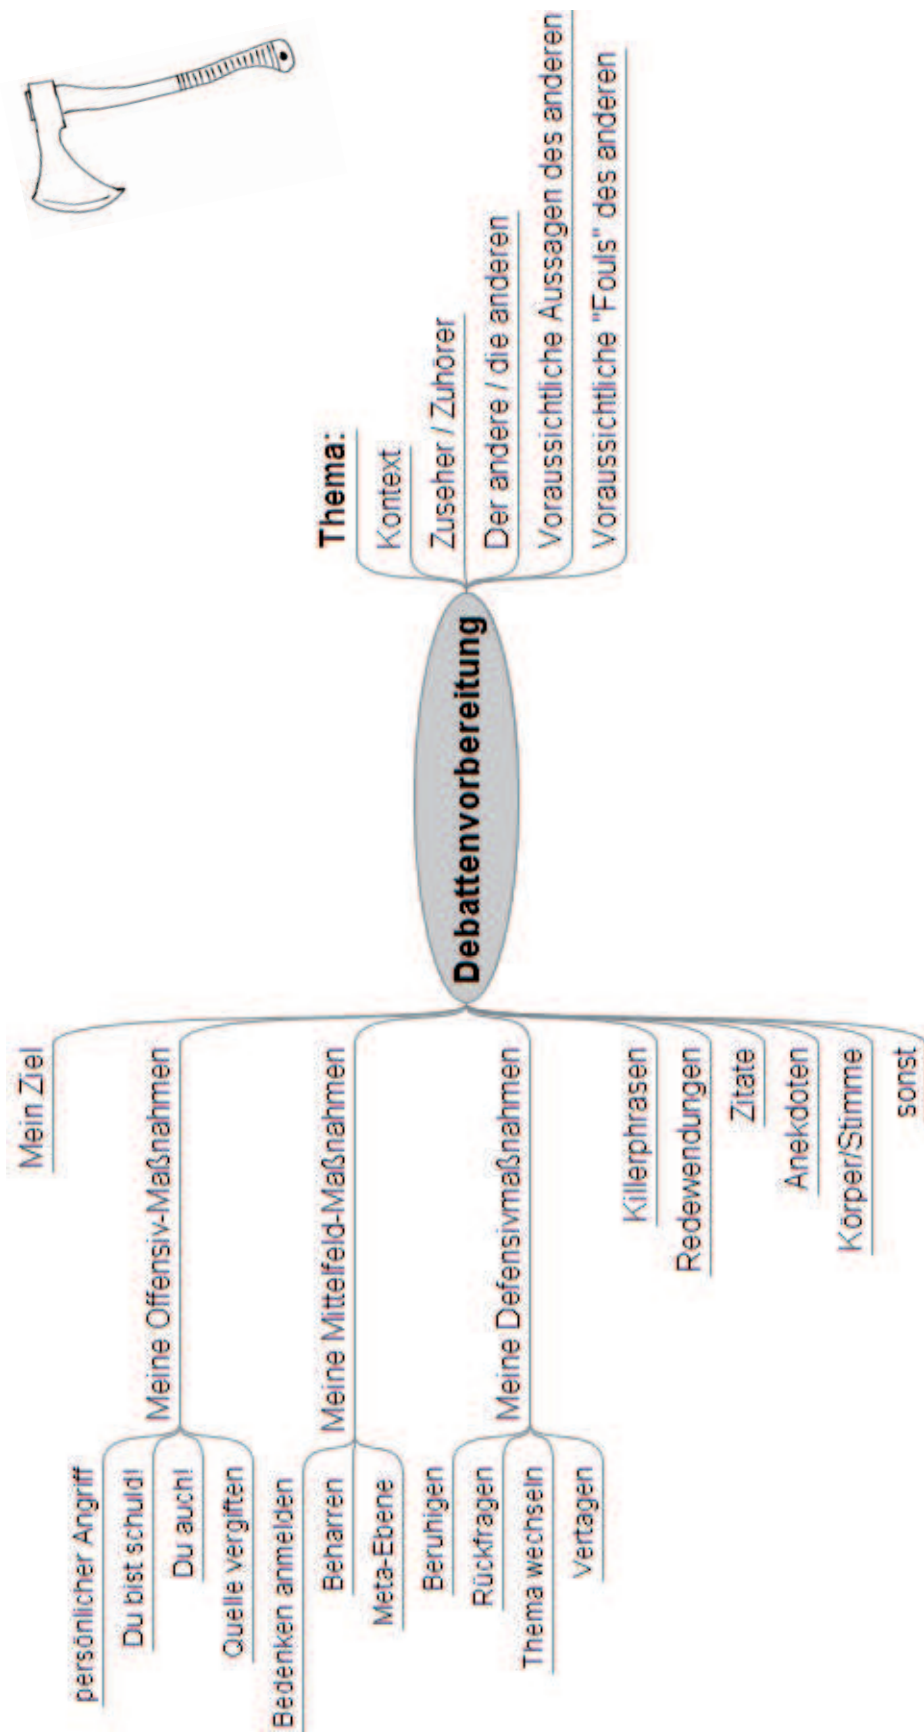 Debattenvorbereitung
Thema:
Kontext
Zuseher / Zuhörer
Der andere / die anderen
Voraussichtliche Aussagen des anderen
Voraussichtliche "Fouls" des anderen
Mein Ziel
Meine Offensiv-Maßnahmen
persönlicher Angriff
Du bist schuld!
Du auch!
Quelle vergiften
Meine Mittelfeld-Maßnahmen
Bedenken anmelden
Beharren
Meta-Ebene
Meine Defensivmaßnahmen
Beruhigen
Rückfragen
Thema wechseln
Vertagen
Killerphrasen
Redewendungen
Zitate
Anekdoten
Körper/Stimme
sonst